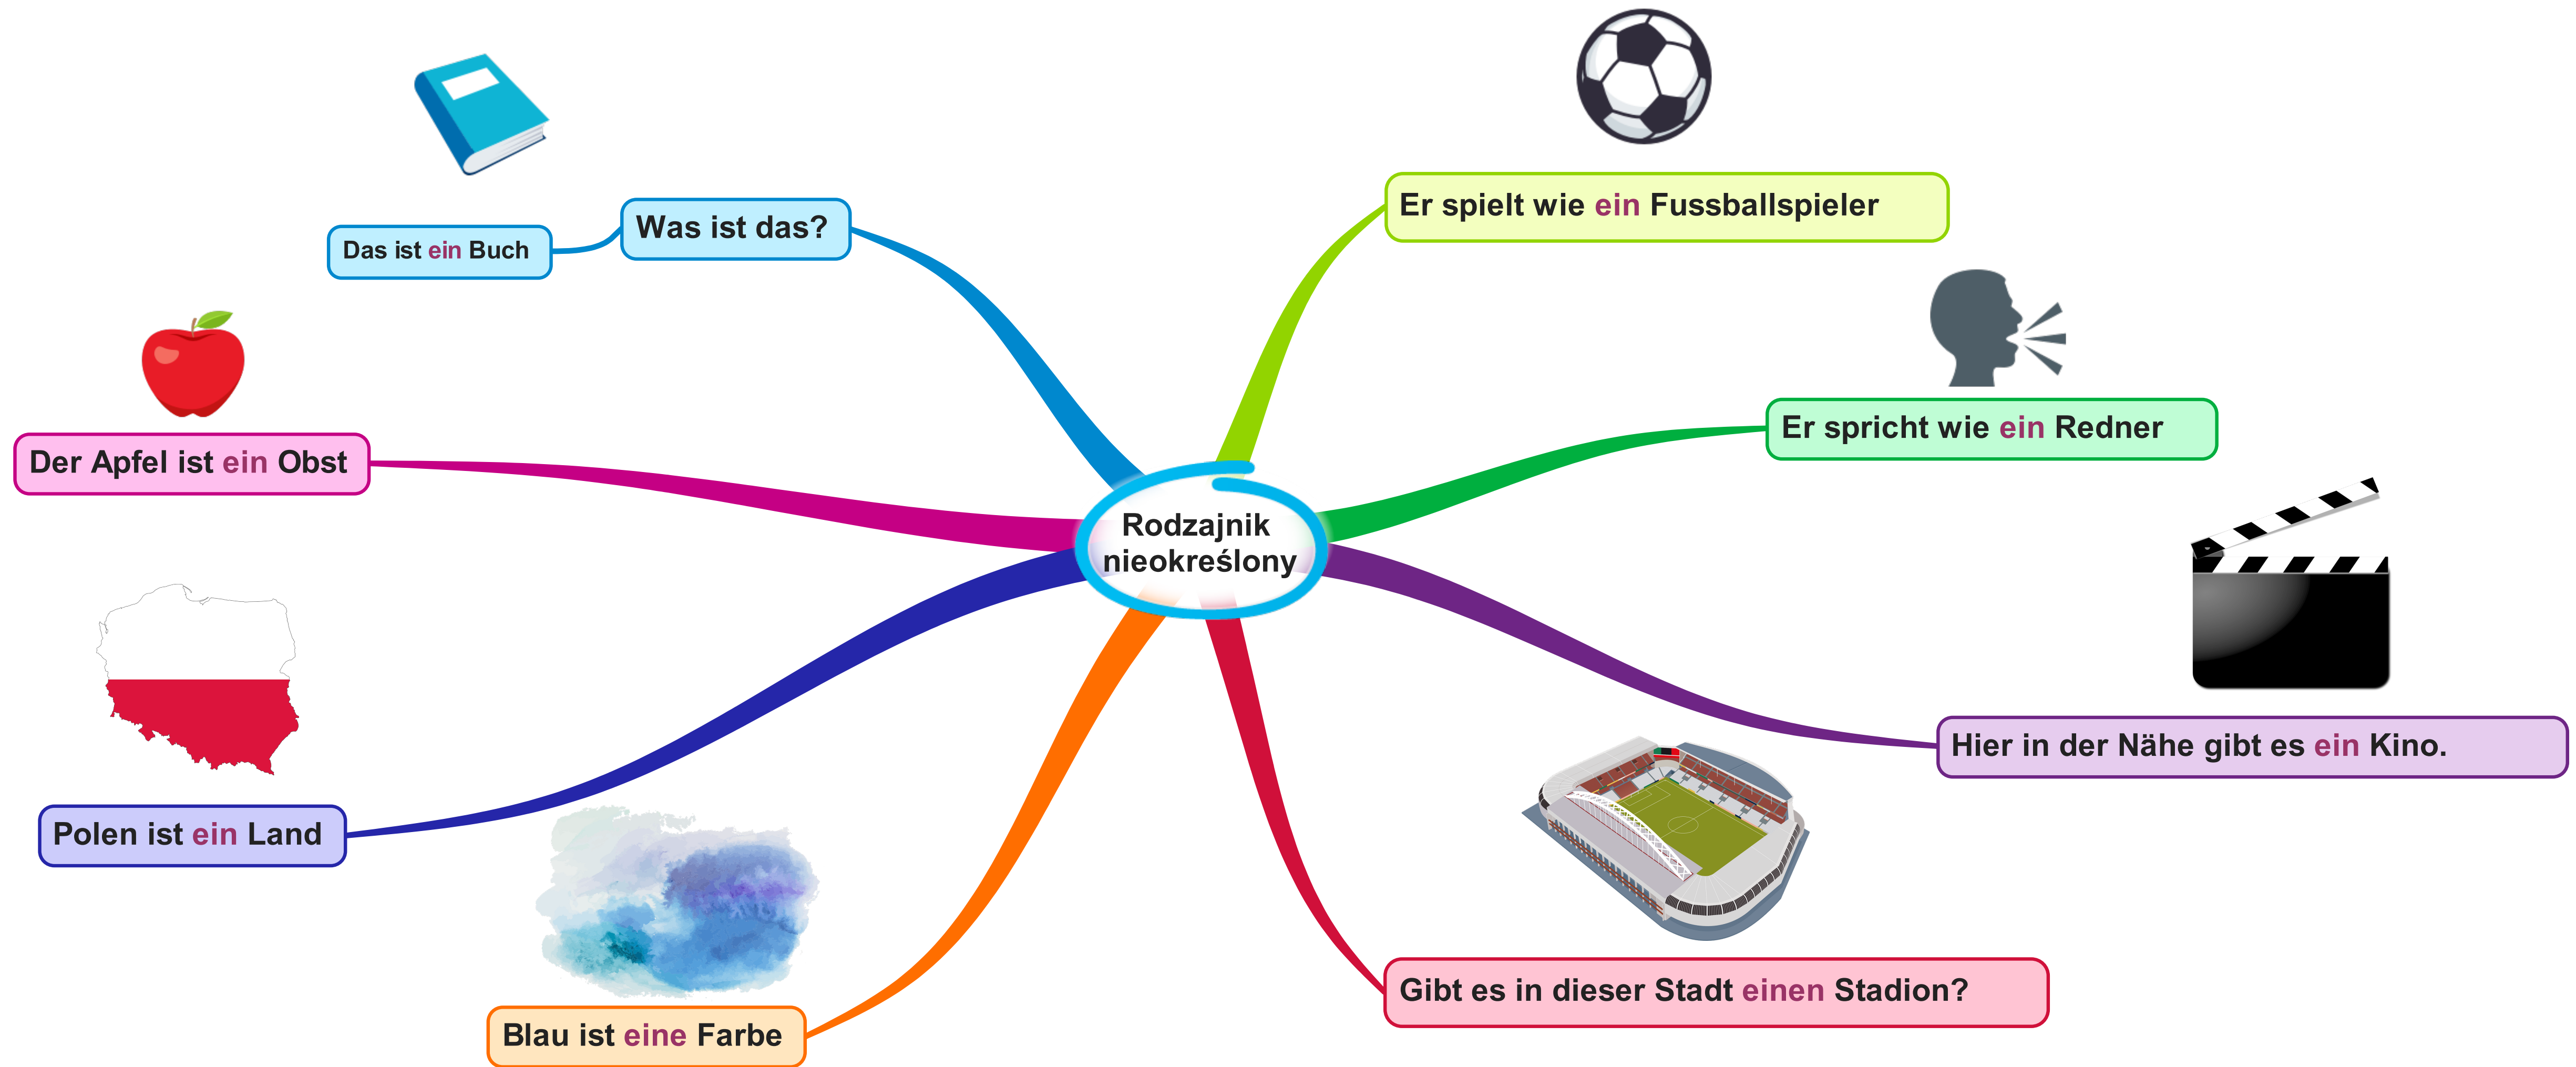 Rodzajnik
nieokreślony
Was ist das?
Das ist ein Buch
Der Apfel ist ein Obst
Polen ist ein Land
Blau ist eine Farbe
Er spielt wie ein Fussballspieler
Er spricht wie ein Redner
Hier in der Nähe gibt es ein Kino.
Gibt es in dieser Stadt einen Stadion?